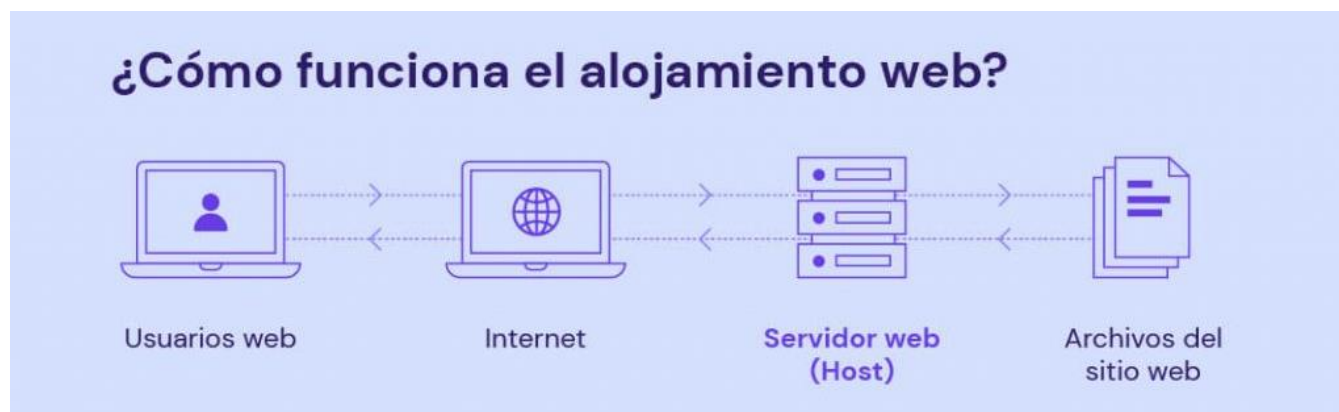 ¿Cómo funciona el alojamiento web?
Usuarios web
Internet
Servidor web
(Host)
Archivos del
sitio web